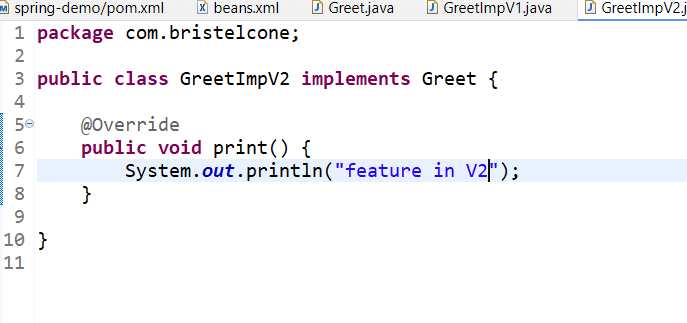 spring-demo/pom.xml beans.xml Greet.java GreetImpV1.java GreetImpV2.j
1 package com.bristelcone;
2
3 public class GreetImpV2 implements Greet {
4
5 @Override
6 public void print() {
7 System.out.println("feature in V2");
8 }
9
10 }
11